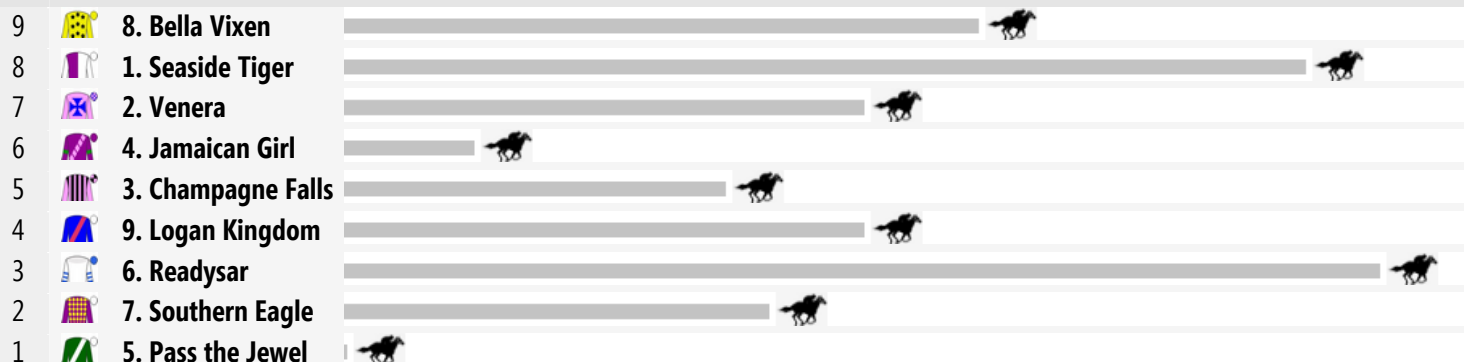 9 8. Bella Vixen
8 1. Seaside Tiger
7 2. Venera
6 4. Jamaican Girl
5 3. Champagne Falls
4 9. Logan Kingdom
3 6. Readysar
2 7. Southern Eagle
1 5. Pass the Jewel